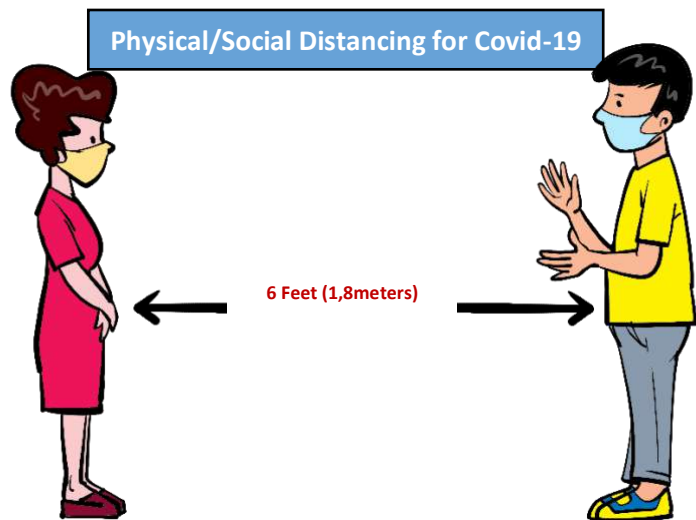 Physical/Social Distancing for Covid-19
6 Feet (1,8meters)